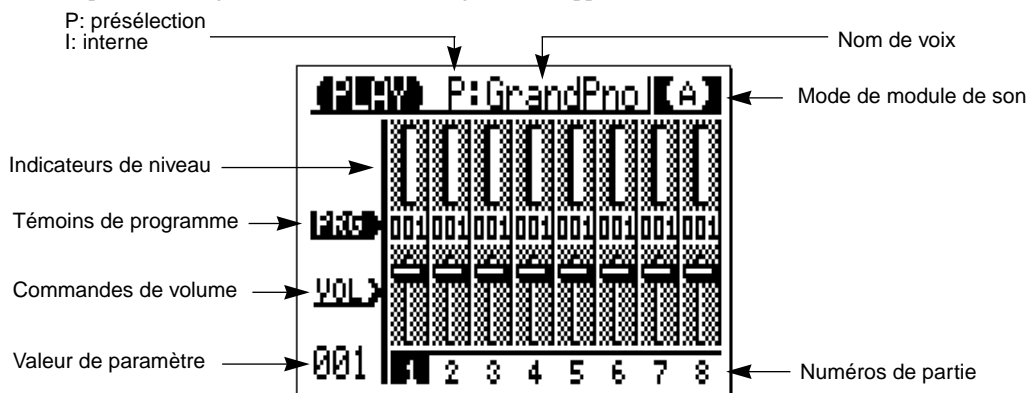 P: présélection
I: interne
Nom de voix
PLAY P:GrandPno (A)
Mode de module de son
Indicateurs de niveau
Témoins de programme
PRG 001 001 001 001 001 001 001 001
Commandes de volume
VOL
Valeur de paramètre
001 1 2 3 4 5 6 7 8
Numéros de partie